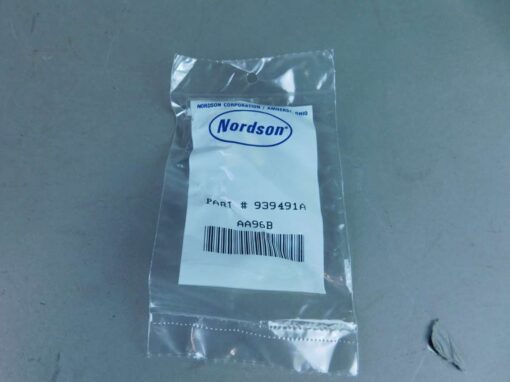 NORDSON CORPORATION / AMHERST, OHIO
Nordson®
PART # 939491A
AA96B